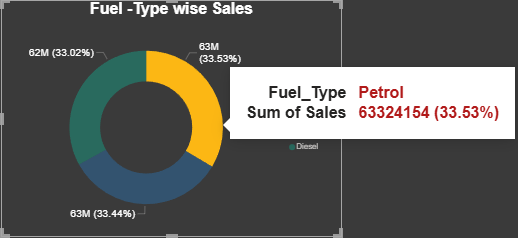 Fuel -Type wise Sales
62M (33.02%)
63M
(33.53%)
Fuel_Type Petrol
Sum of Sales 63324154 (33.53%)
Diesel
63M (33.44%)